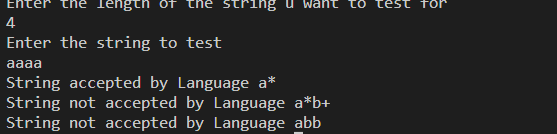 Enter the length of the string u want to test for
4
Enter the string to test
aaaa
String accepted by Language a*
String not accepted by Language a*b+
String not accepted by Language abb